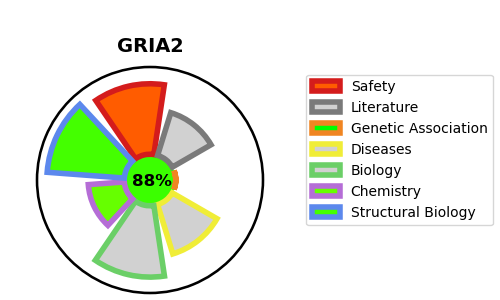 GRIA2
88%
Safety
Literature
Genetic Association
Diseases
Biology
Chemistry
Structural Biology